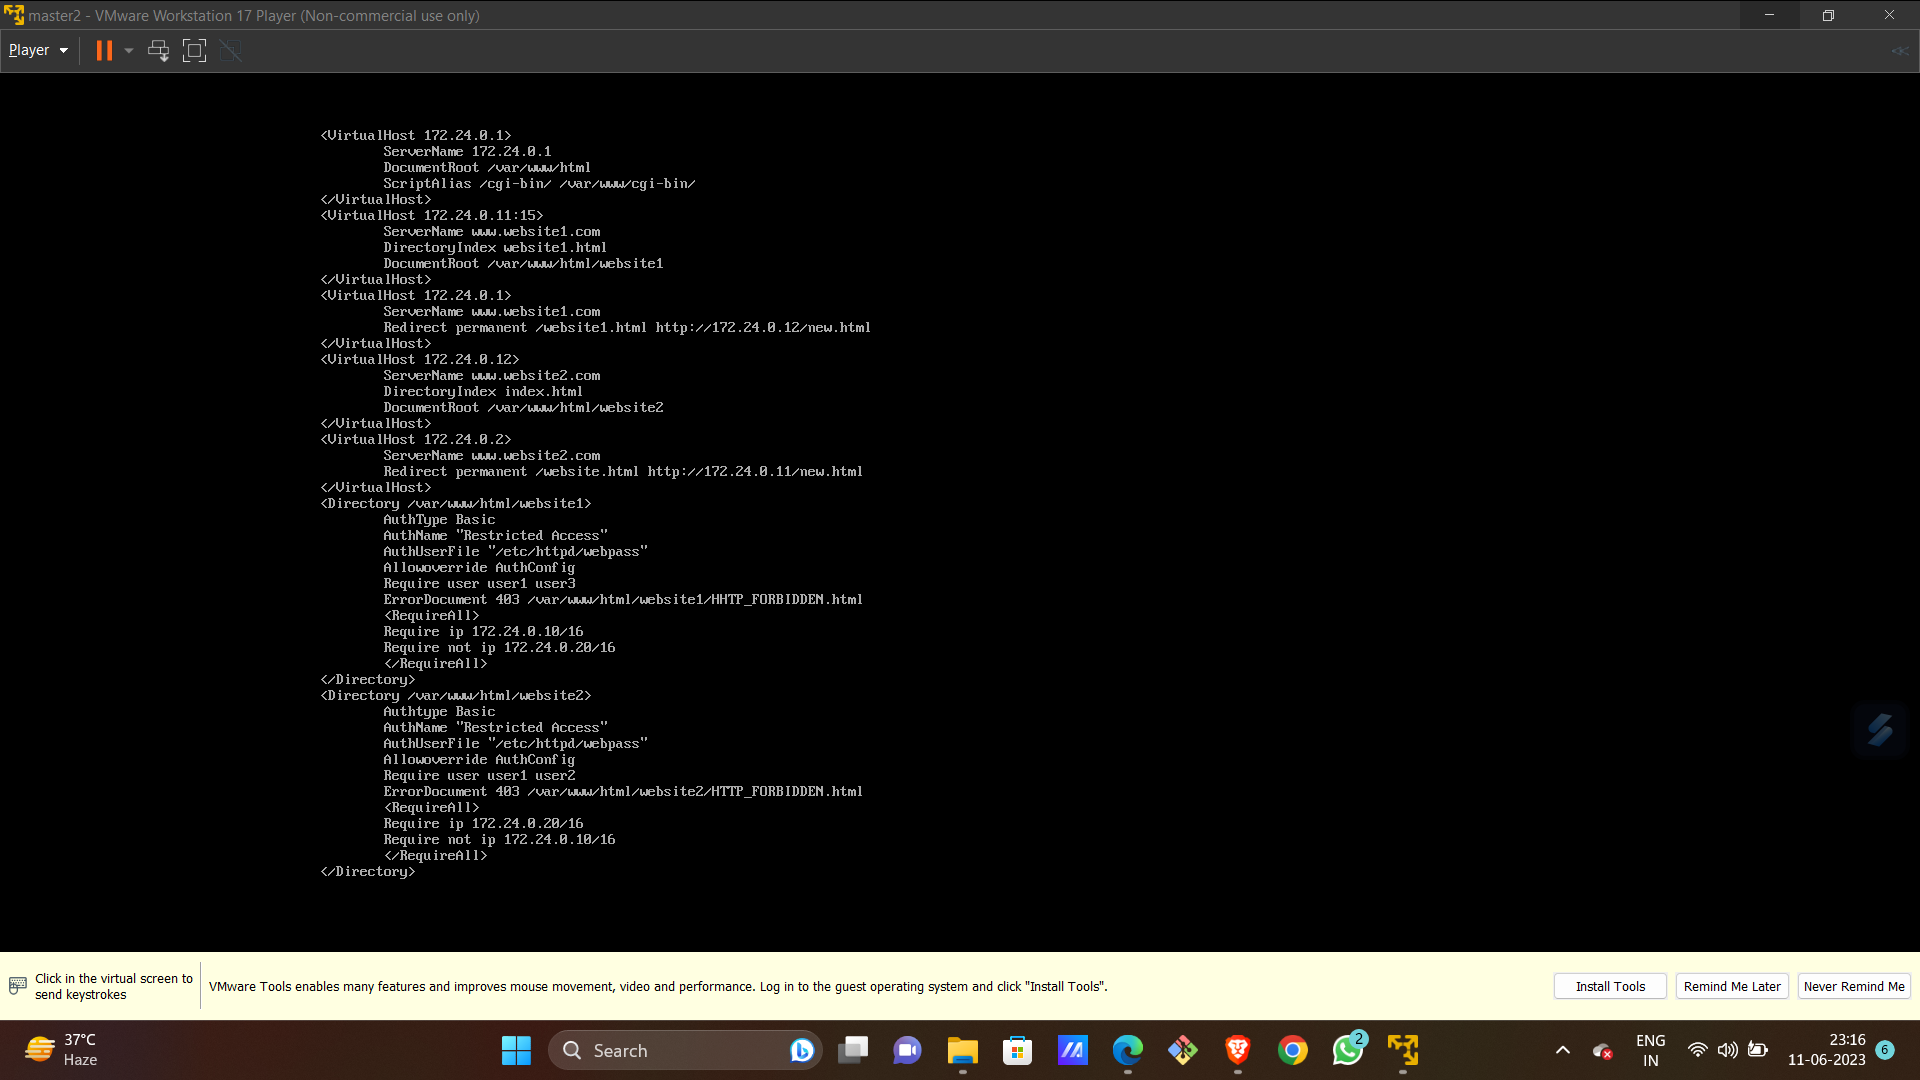 master2 - VMware Workstation 17 Player (Non-commercial use only)
Player
<VirtualHost 172.24.0.1>
ServerName 172.24.0.1
DocumentRoot /var/www/html
ScriptAlias /cgi-bin/ /var/www/cgi-bin/
</VirtualHost>
<VirtualHost 172.24.0.11:15>
ServerName www.website1.com
DirectoryIndex website1.html
DocumentRoot /var/www/html/website1
</VirtualHost>
<VirtualHost 172.24.0.1>
ServerName www.website1.com
Redirect permanent /website1.html http://172.24.0.12/new.html
</VirtualHost>
<VirtualHost 172.24.0.12>
ServerName www.website2.com
DirectoryIndex index.html
DocumentRoot /var/www/html/website2
</VirtualHost>
<VirtualHost 172.24.0.2>
ServerName www.website2.com
Redirect permanent /website.html http://172.24.0.11/new.html
</VirtualHost>
<Directory /var/www/html/website1>
AuthType Basic
AuthName "Restricted Access"
AuthUserFile "/etc/httpd/webpass"
Allowoverride AuthConfig
Require user user1 user3
ErrorDocument 403 /var/www/html/website1/HHTP_FORBIDDEN.html
<RequireAll>
Require ip 172.24.0.10/16
Require not ip 172.24.0.20/16
</RequireAll>
</Directory>
<Directory /var/www/html/website2>
Authtype Basic
AuthName "Restricted Access"
AuthUserFile "/etc/httpd/webpass"
Allowoverride AuthConfig
Require user user1 user2
ErrorDocument 403 /var/www/html/website2/HTTP_FORBIDDEN.html
<RequireAll>
Require ip 172.24.0.20/16
Require not ip 172.24.0.10/16
</RequireAll>
</Directory>
Click in the virtual screen to
send keystrokes
VMware Tools enables many features and improves mouse movement, video and performance. Log in to the guest operating system and click "Install Tools".
Install Tools
Remind Me Later
Never Remind Me
37°C
Haze
Search
2
ENG
IN
23:16
11-06-2023
6